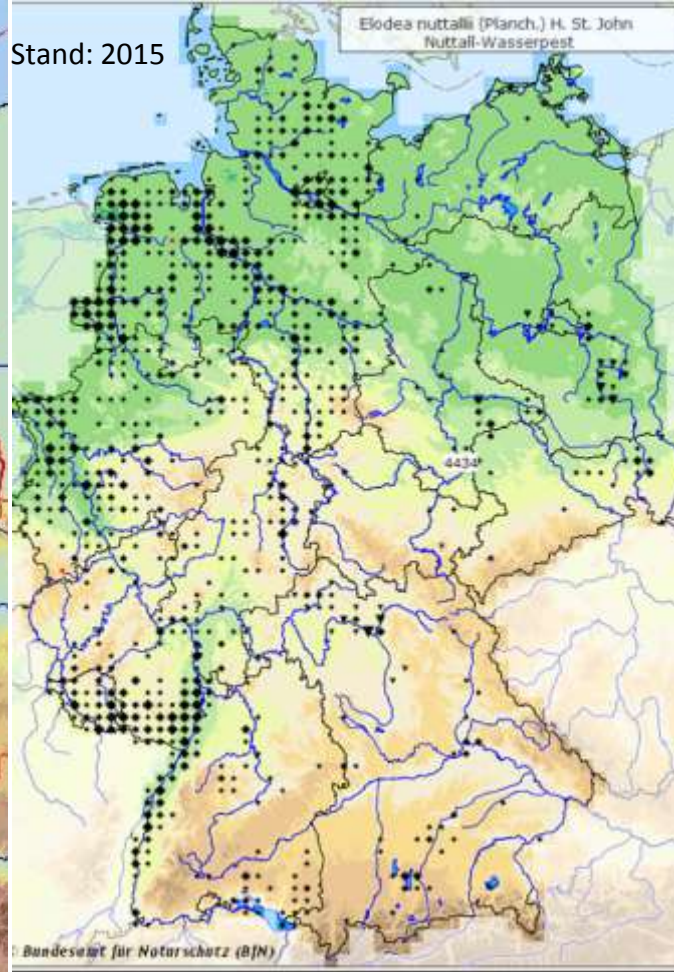 Elodea nuttallii (Planch.) H. St. John
Nuttall-Wasserpest
Stand: 2015
4434
Bundesamt für Naturschutz (BfN)